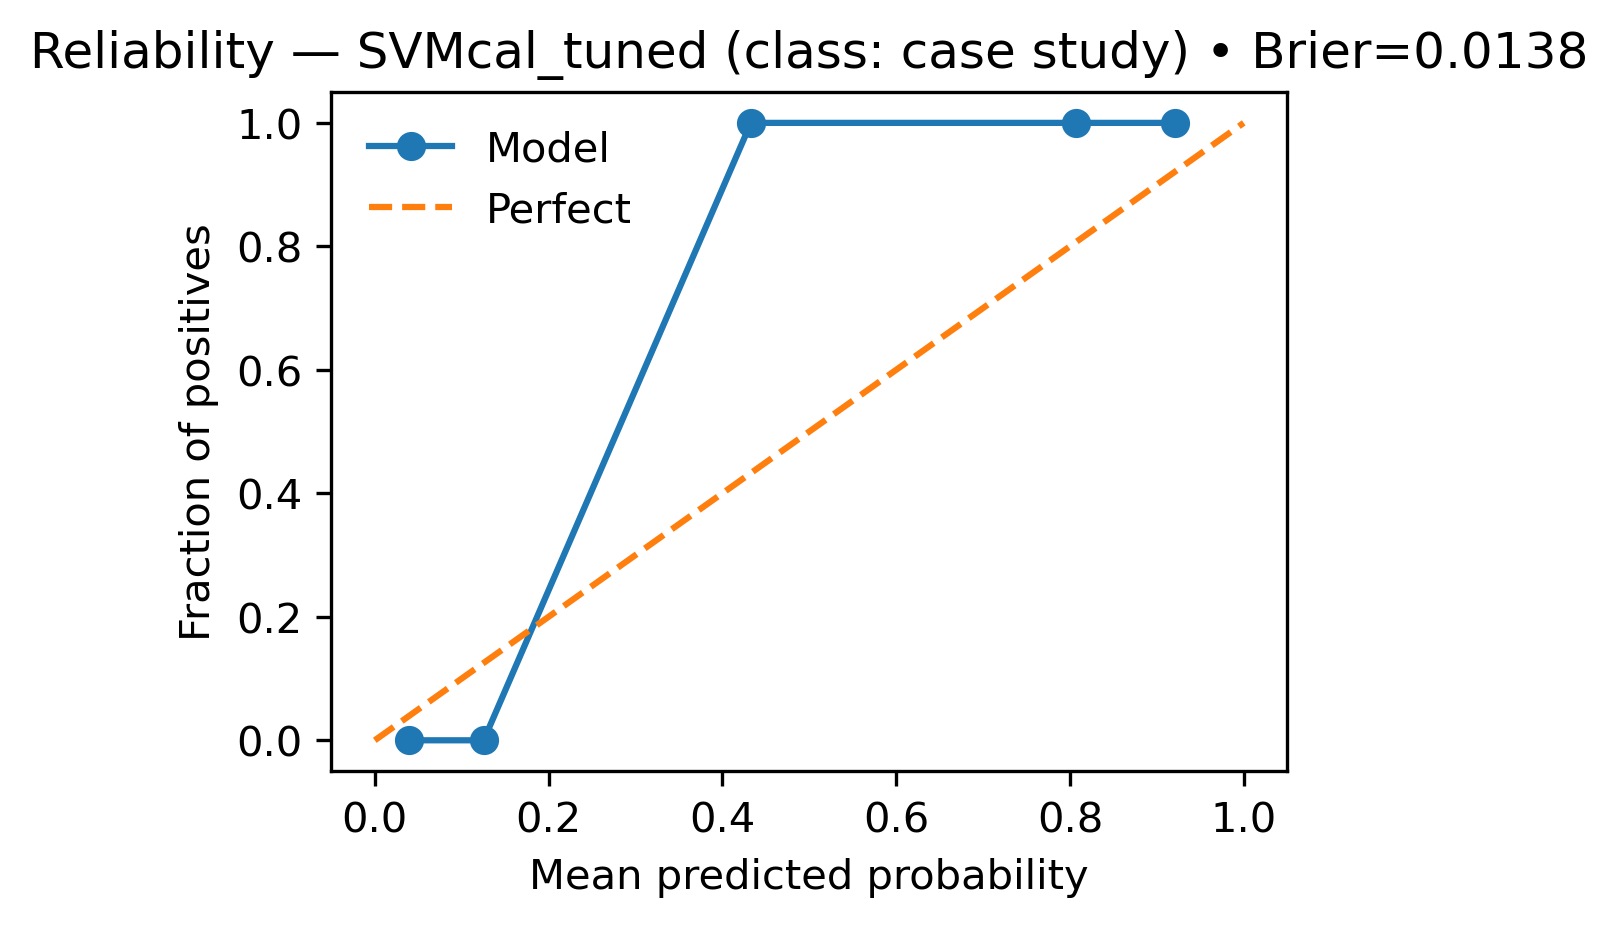 Reliability — SVMcal_tuned (class: case study) • Brier=0.0138
Model
Perfect
Fraction of positives
1.0
0.8
0.6
0.4
0.2
0.0
0.0 0.2 0.4 0.6 0.8 1.0
Mean predicted probability